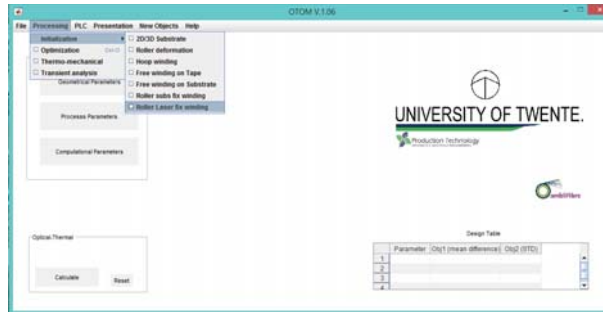 OTOM V.1.06
File Processing PLC Presentation New Objects Help
Initialization
Optimization Ctrl-O
Thermo-mechanical
Transient analysis
2D/3D Substrate
Roller deformation
Hoop winding
Free winding on Tape
Free winding on Substrate
Roller subs fix winding
Roller Laser fix winding
Geometrical Parameters
Processs Parameters
Computational Parameters
UNIVERSITY OF TWENTE.
Production Technology
ambliFibre
Optical-Thermal
Calculate
Reset
Design Table
Parameter Obj1 (mean difference) Obj2 (STD)
1
2
3
4